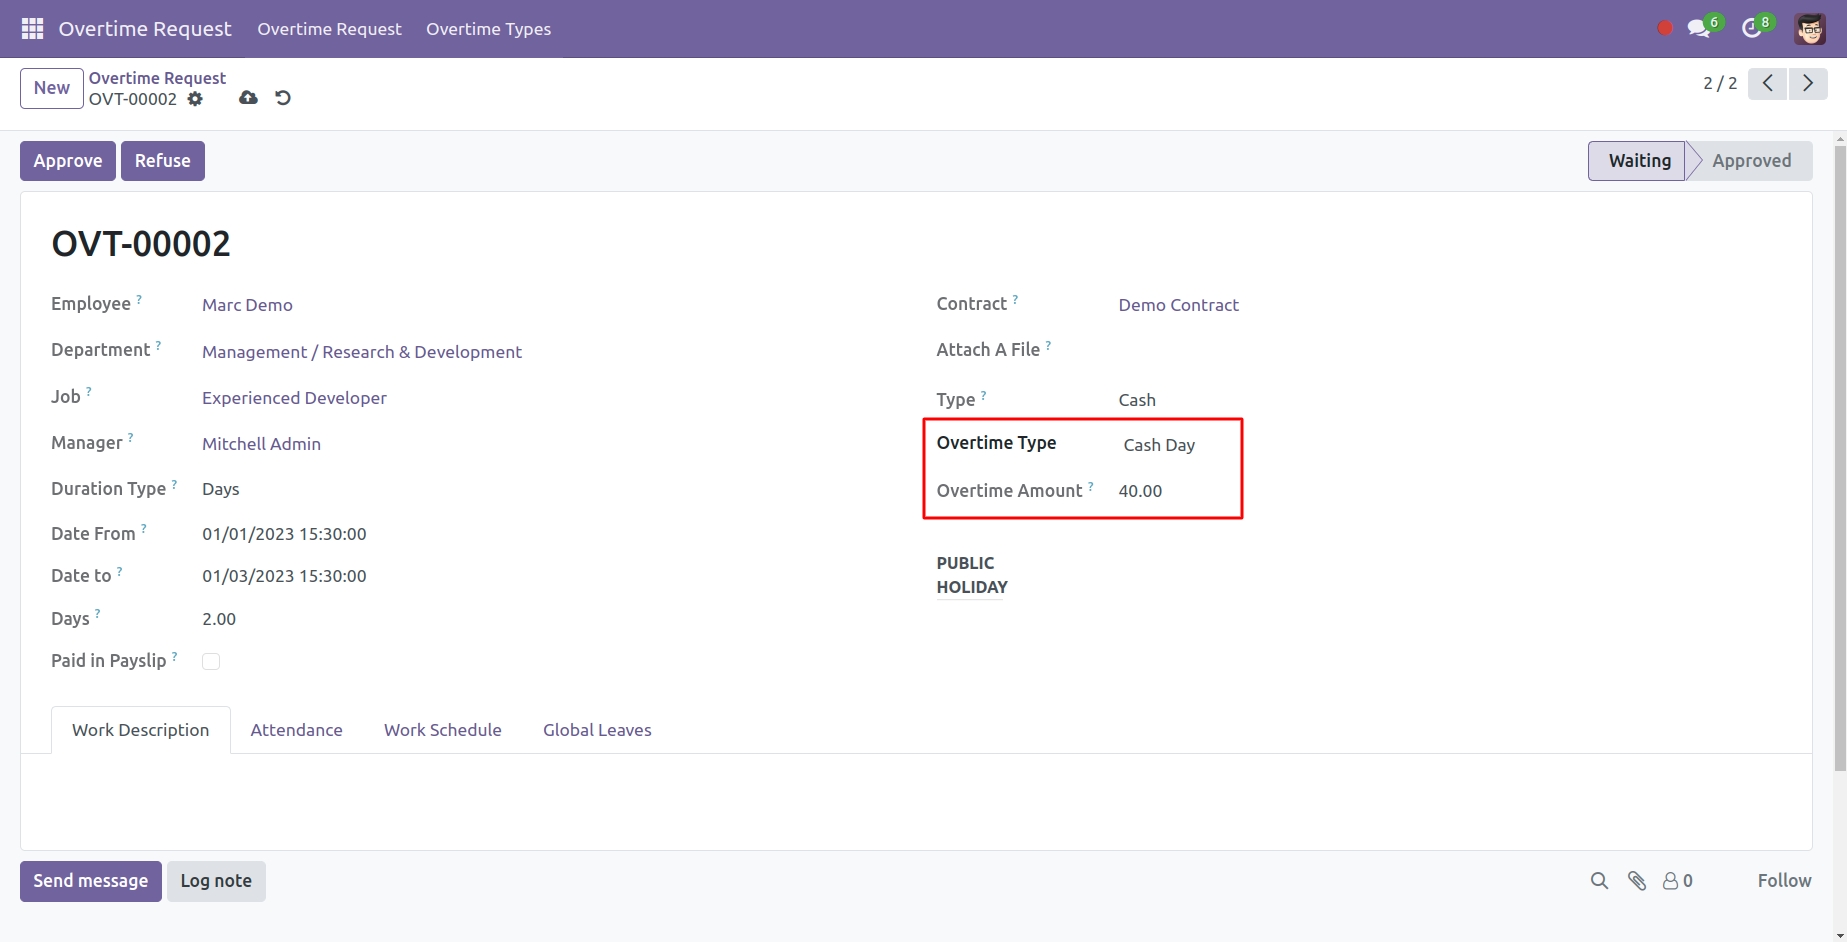 Overtime Request Overtime Request Overtime Types 6 8
New Overtime Request
OVT-00002 2 / 2
Approve Refuse Waiting Approved
OVT-00002
Employee ? Marc Demo
Department ? Management / Research & Development
Job ? Experienced Developer
Manager ? Mitchell Admin
Duration Type ? Days
Date From ? 01/01/2023 15:30:00
Date to ? 01/03/2023 15:30:00
Days ? 2.00
Paid in Payslip ?
Contract ? Demo Contract
Attach A File ?
Type ? Cash
Overtime Type Cash Day
Overtime Amount ? 40.00
PUBLIC
HOLIDAY
Work Description Attendance Work Schedule Global Leaves
Send message Log note 0 Follow